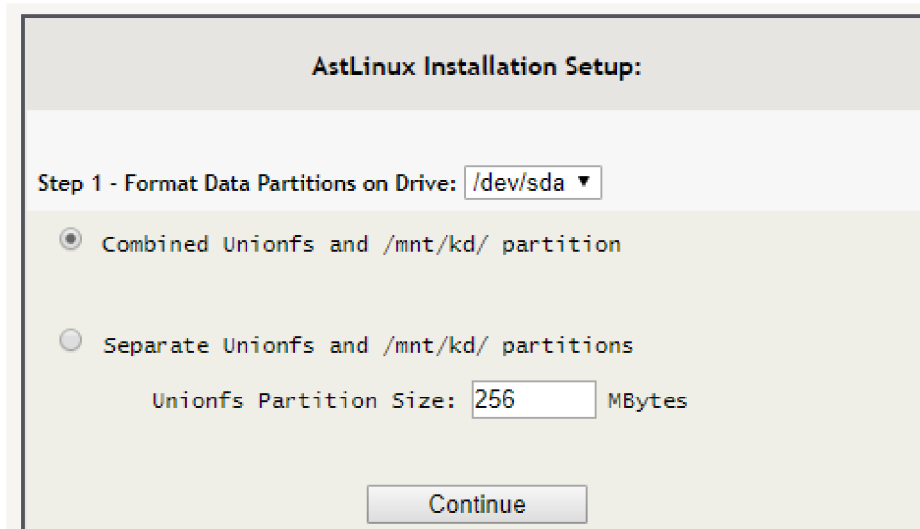 AstLinux Installation Setup:
Step 1 - Format Data Partitions on Drive: /dev/sda
Combined Unionfs and /mnt/kd/ partition
Separate Unionfs and /mnt/kd/ partitions
Unionfs Partition Size: 256 MBytes
Continue